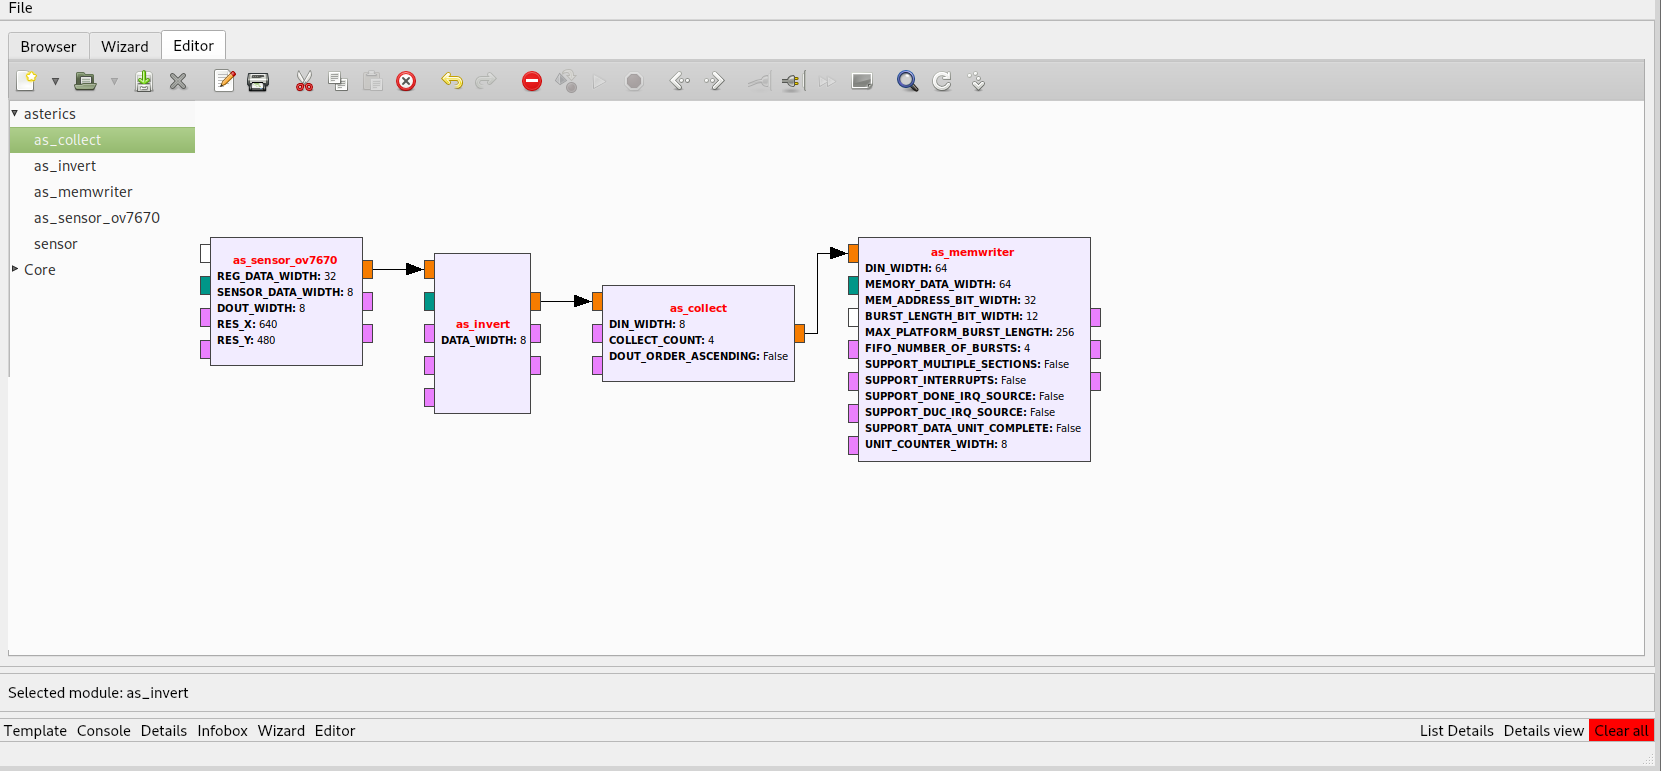 File
Browser Wizard Editor
asterics
as_collect
as_invert
as_memwriter
as_sensor_ov7670
sensor
Core
as_sensor_ov7670
REG_DATA_WIDTH: 32
SENSOR_DATA_WIDTH: 8
DOUT_WIDTH: 8
RES_X: 640
RES_Y: 480
as_invert
DATA_WIDTH: 8
as_collect
DIN_WIDTH: 8
COLLECT_COUNT: 4
DOUT_ORDER_ASCENDING: False
as_memwriter
DIN_WIDTH: 64
MEMORY_DATA_WIDTH: 64
MEM_ADDRESS_BIT_WIDTH: 32
BURST_LENGTH_BIT_WIDTH: 12
MAX_PLATFORM_BURST_LENGTH: 256
FIFO_NUMBER_OF_BURSTS: 4
SUPPORT_MULTIPLE_SECTIONS: False
SUPPORT_INTERRUPTS: False
SUPPORT_DONE_IRQ_SOURCE: False
SUPPORT_DUC_IRQ_SOURCE: False
SUPPORT_DATA_UNIT_COMPLETE: False
UNIT_COUNTER_WIDTH: 8
Selected module: as_invert
Template Console Details Infobox Wizard Editor List Details Details view Clear all